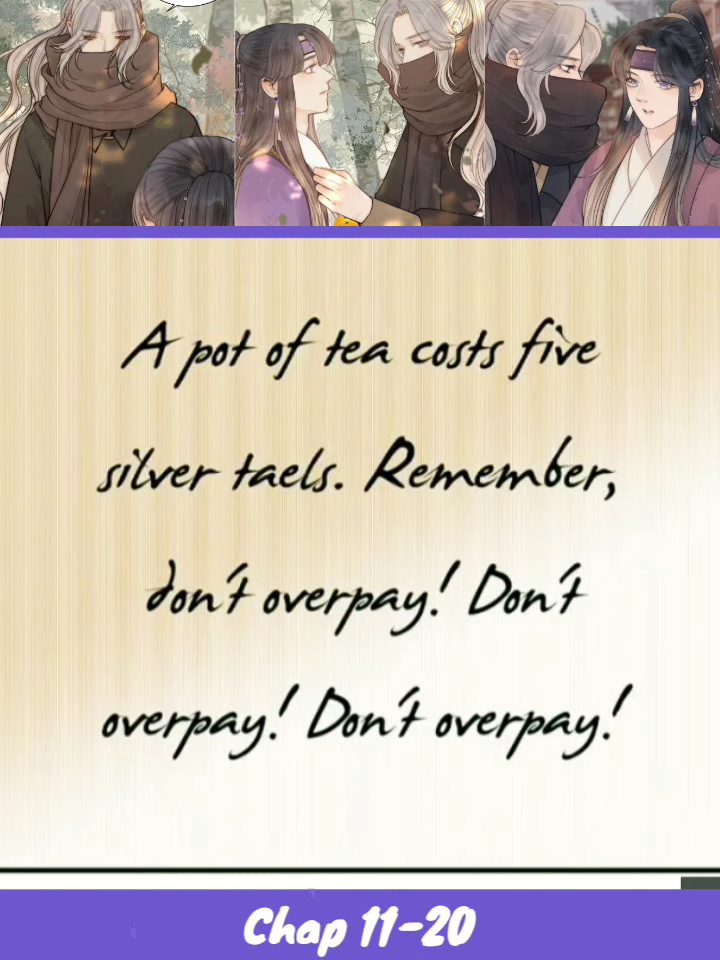 A pot of tea costs five
silver taels. Remember,
don't overpay! Don't
overpay! Don't overpay!
Chap 11-20